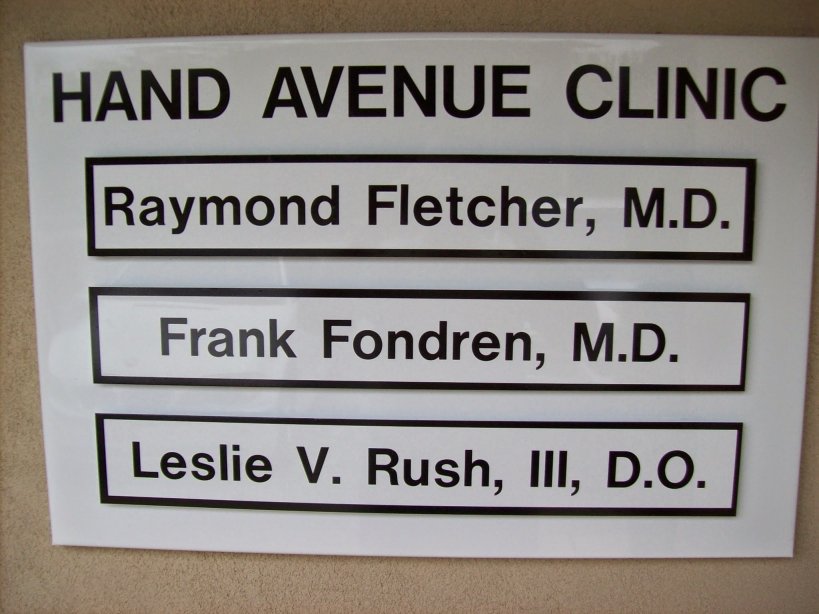 HAND AVENUE CLINIC
Raymond Fletcher, M.D.
Frank Fondren, M.D.
Leslie V. Rush, III, D.O.